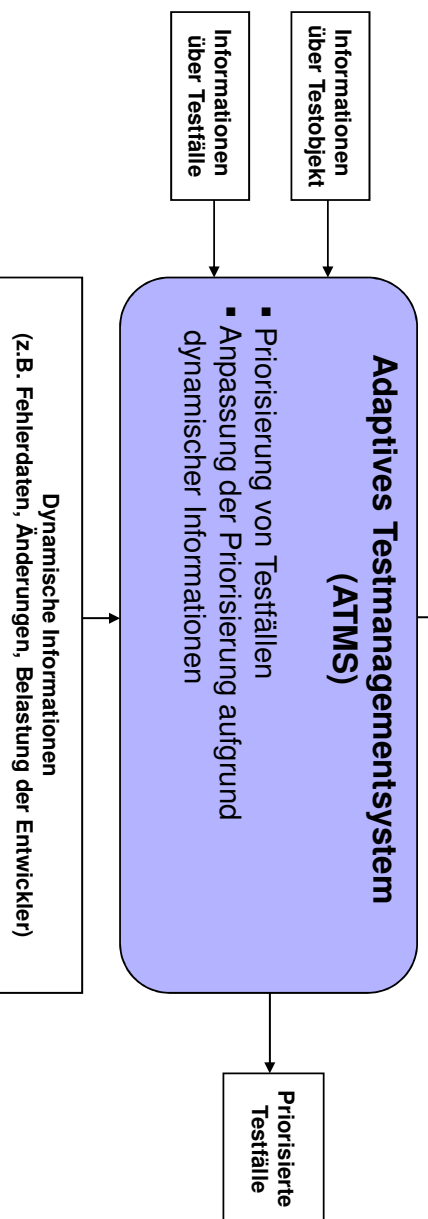 Informationen
über Testobjekt
Informationen
über Testfälle
Adaptives Testmanagementsystem
(ATMS)
▪ Priorisierung von Testfällen
▪ Anpassung der Priorisierung aufgrund
dynamischer Informationen
Priorisierte
Testfälle
Dynamische Informationen
(z.B. Fehlerdaten, Änderungen, Belastung der Entwickler)